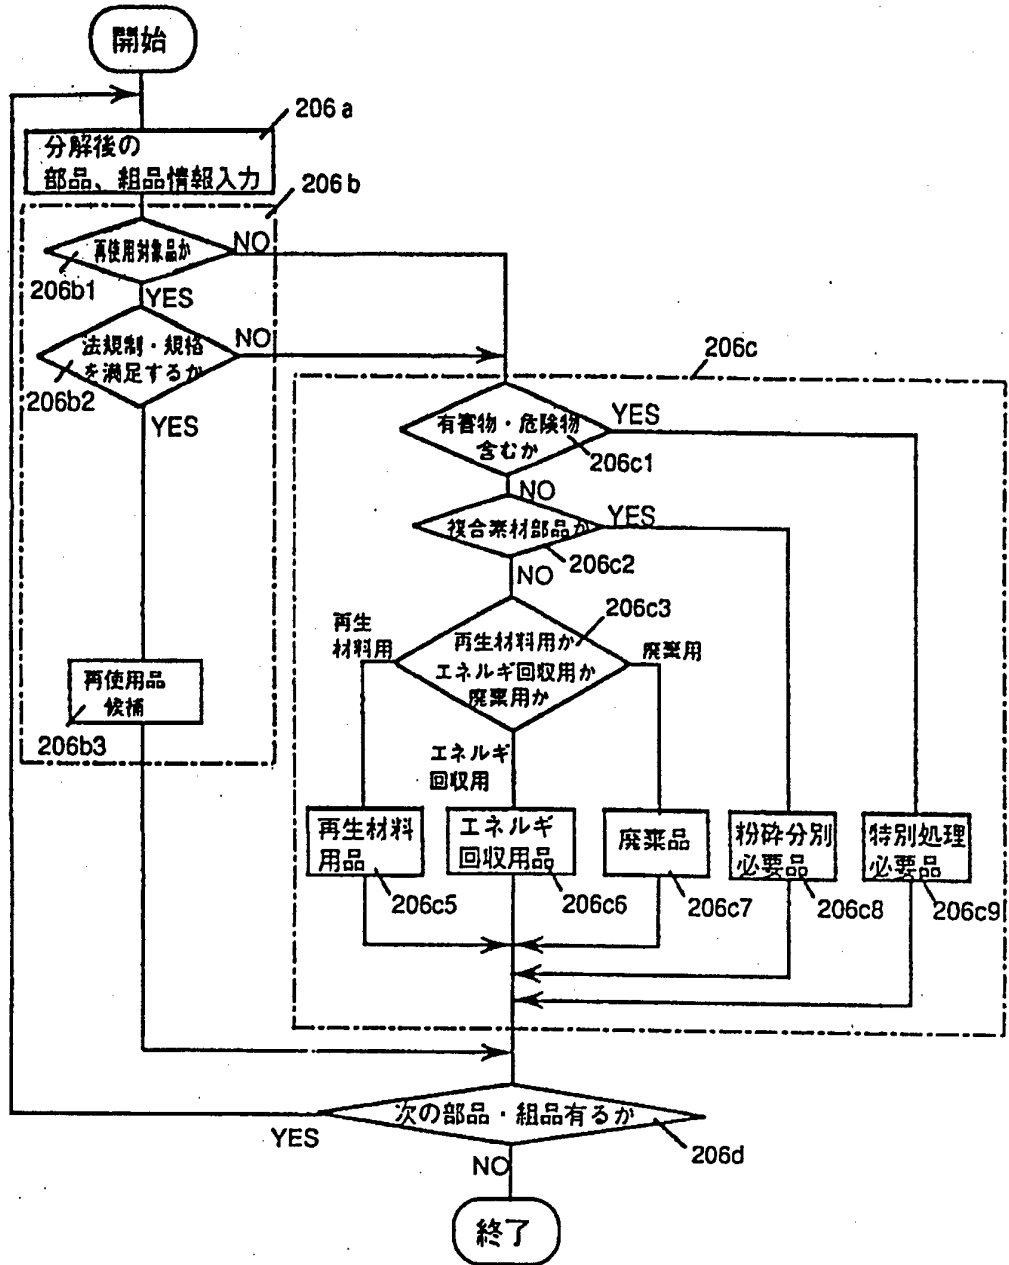 開始
206a
分解後の
部品、組品情報入力
206b
再使用対象品か
NO
206b1
YES
法規制・規格
を満足するか
NO
206b2
YES
206c
有害物・危険物
含むか
YES
206c1
NO
複合素材部品か
YES
206c2
NO
206c3
再生
材料用
再生材料用か
エネルギ回収用か
廃棄用か
廃棄用
再使用品
候補
206b3
エネルギ
回収用
再生材料
用品
エネルギ
回収用品
廃棄品
粉砕分別
必要品
特別処理
必要品
206c5
206c6
206c7
206c8
206c9
次の部品・組品有るか
YES
206d
NO
終了